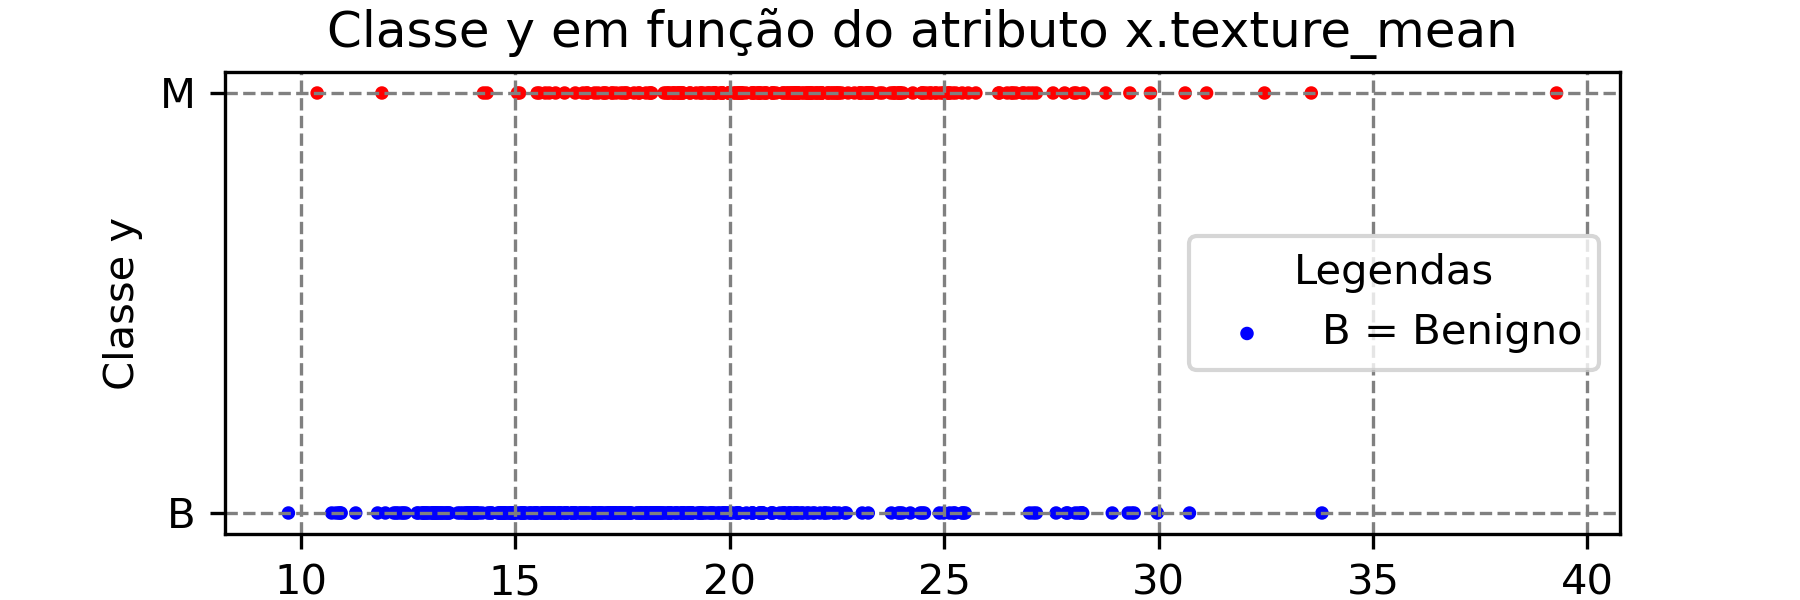 Classe y em função do atributo x.texture_mean
M
Classe y
Legendas
B = Benigno
B
10 15 20 25 30 35 40